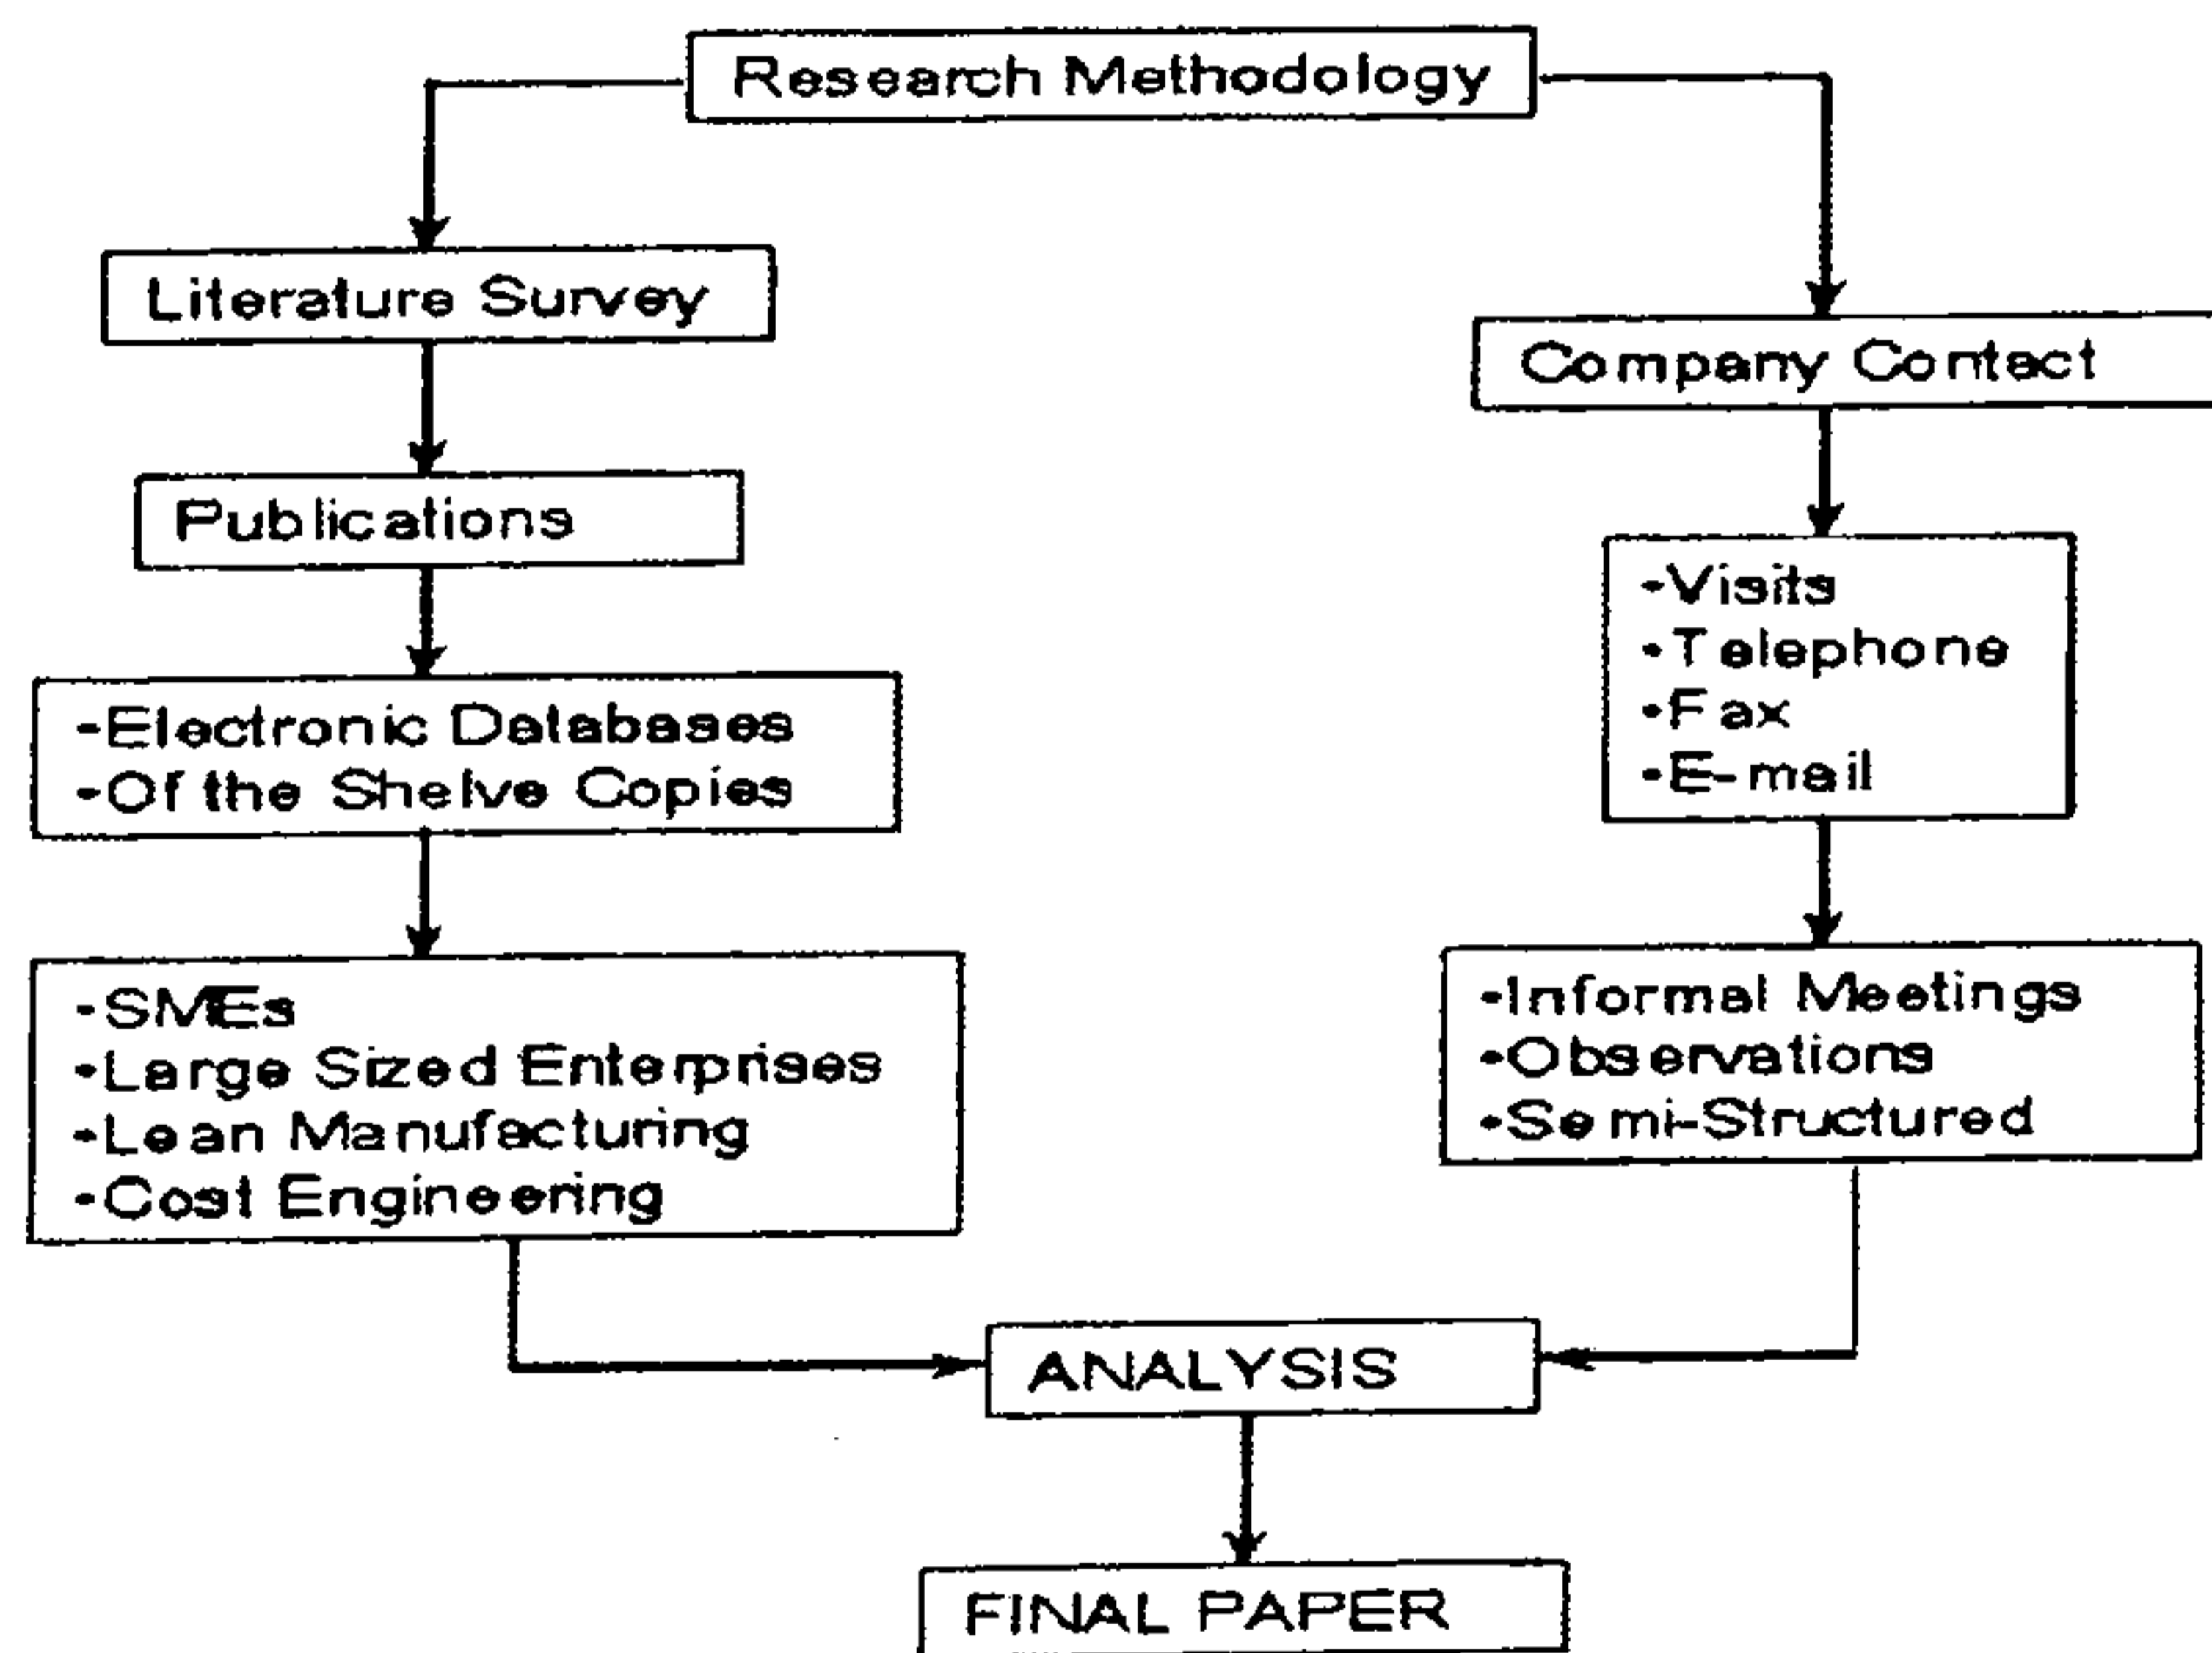 Research Methodology
Literature Survey
Publications
-Electronic Databases
-Of the Shelve Copies
-SMEs
-Large Sized Enterprises
-Lean Manufacturing
-Cost Engineering
Company Contact
•Visits
•Telephone
•Fax
•E-mail
•Informal Meetings
•Observations
•Semi-Structured
ANALYSIS
FINAL PAPER